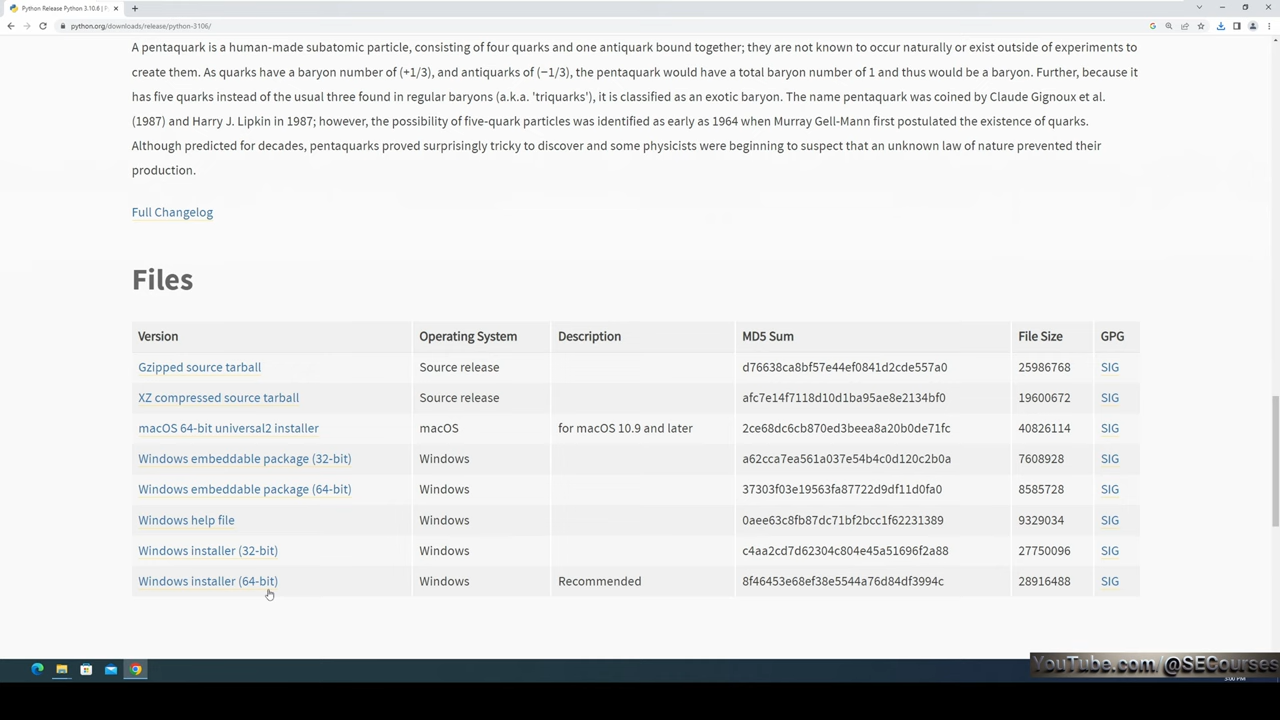 Python Release Python 3.10.6 | P
python.org/downloads/release/python-3106/
A pentaquark is a human-made subatomic particle, consisting of four quarks and one antiquark bound together; they are not known to occur naturally or exist outside of experiments to
create them. As quarks have a baryon number of (+1/3), and antiquarks of (−1/3), the pentaquark would have a total baryon number of 1 and thus would be a baryon. Further, because it
has five quarks instead of the usual three found in regular baryons (a.k.a. 'triquarks'), it is classified as an exotic baryon. The name pentaquark was coined by Claude Gignoux et al.
(1987) and Harry J. Lipkin in 1987; however, the possibility of five-quark particles was identified as early as 1964 when Murray Gell-Mann first postulated the existence of quarks.
Although predicted for decades, pentaquarks proved surprisingly tricky to discover and some physicists were beginning to suspect that an unknown law of nature prevented their
production.
Full Changelog
Files
Version Operating System Description MD5 Sum File Size GPG
Gzipped source tarball Source release d76638ca8bf57e44ef0841d2cde557a0 25986768 SIG
XZ compressed source tarball Source release afc7e14f7118d10d1ba95ae8e2134bf0 19600672 SIG
macOS 64-bit universal2 installer macOS for macOS 10.9 and later 2ce68dc6cb870ed3beea8a20b0de71fc 40826114 SIG
Windows embeddable package (32-bit) Windows a62cca7ea561a037e54b4c0d120c2b0a 7608928 SIG
Windows embeddable package (64-bit) Windows 37303f03e19563fa87722d9df11d0fa0 8585728 SIG
Windows help file Windows 0aee63c8fb87dc71bf2bcc1f62231389 9329034 SIG
Windows installer (32-bit) Windows c4aa2cd7d62304c804e45a51696f2a88 27750096 SIG
Windows installer (64-bit) Windows Recommended 8f46453e68ef38e5544a76d84df3994c 28916488 SIG
YouTube.com/@SECourses
3:00 PM